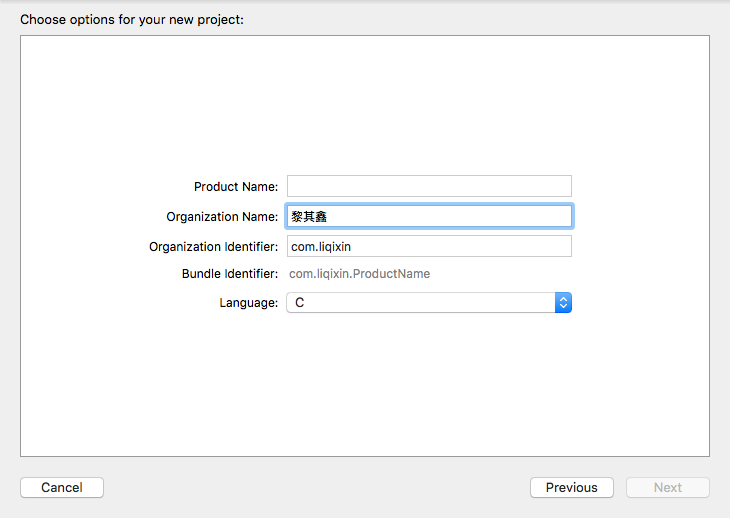 Choose options for your new project:
Product Name:
Organization Name: 黎其鑫
Organization Identifier: com.liqixin
Bundle Identifier: com.liqixin.ProductName
Language: C
Cancel Previous Next